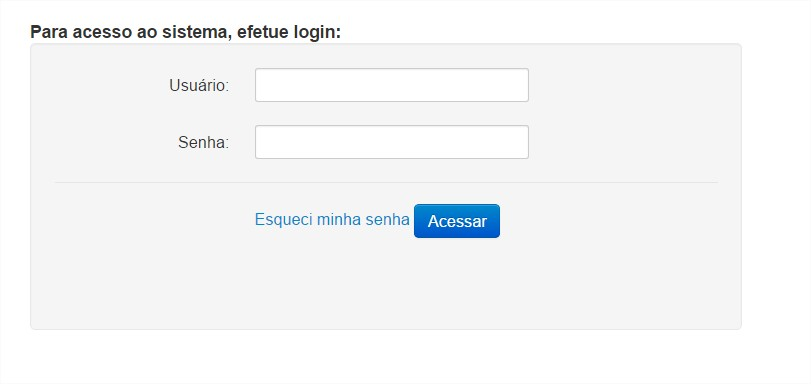 Para acesso ao sistema, efetue login:
Usuário:
Senha:
Esqueci minha senha Acessar